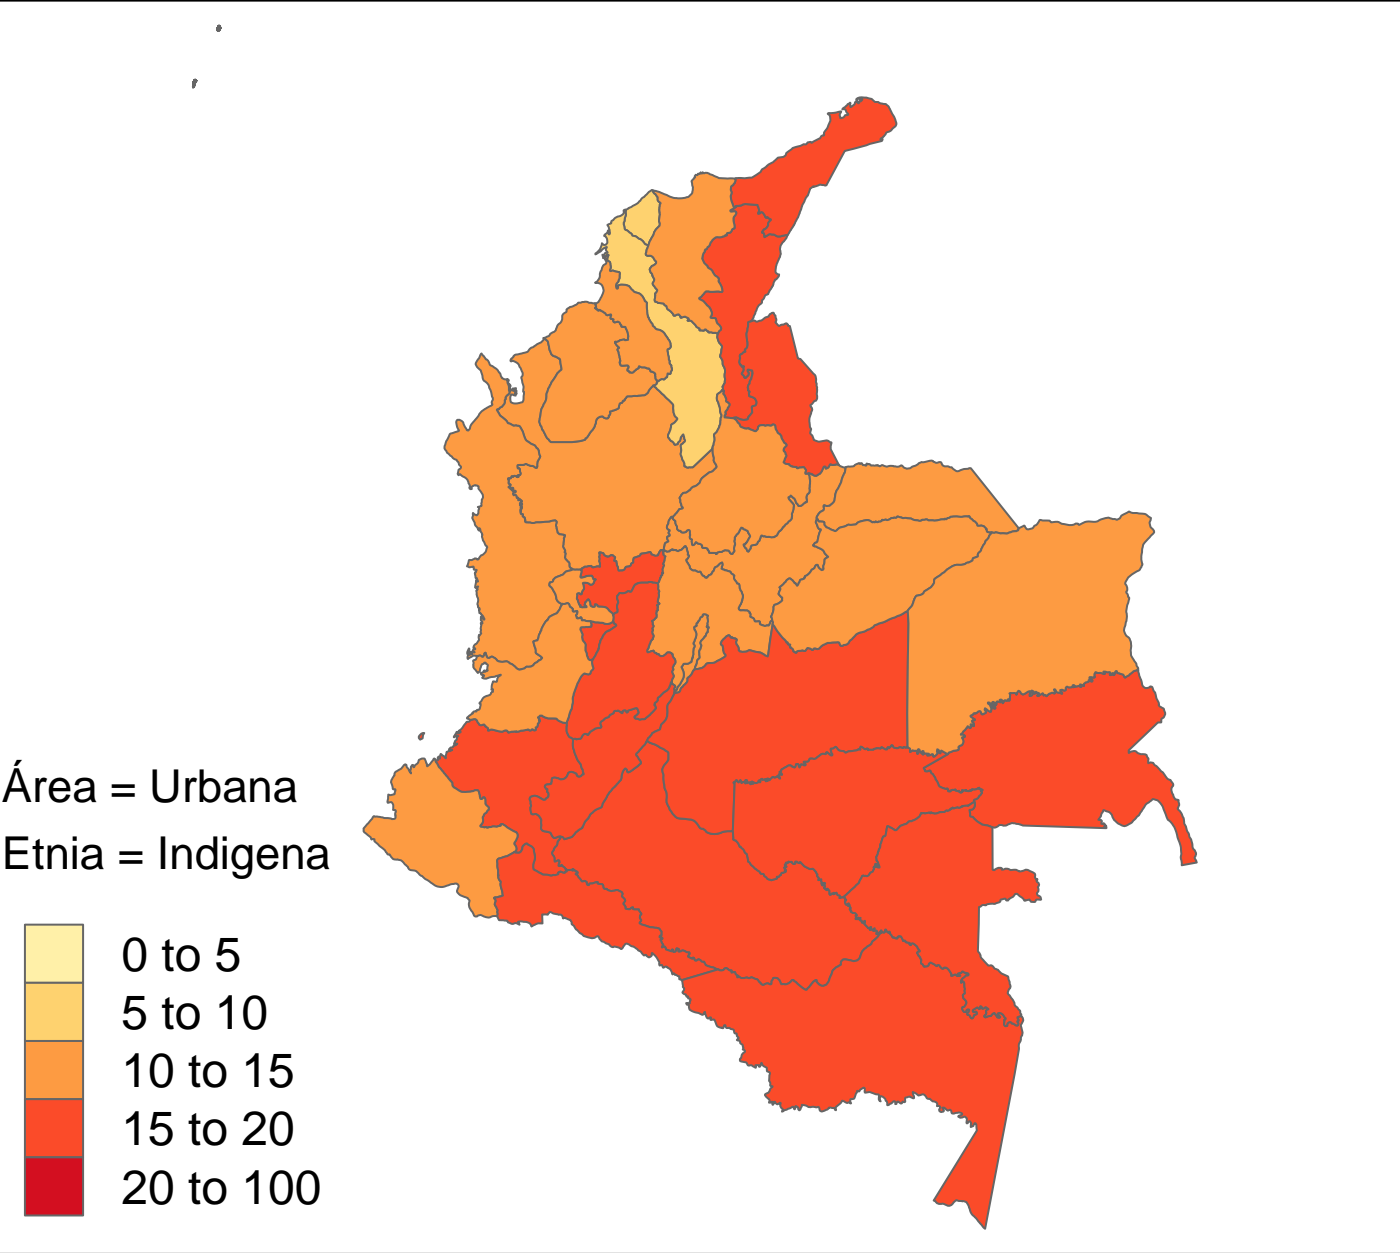 Área = Urbana
Etnia = Indigena
0 to 5
5 to 10
10 to 15
15 to 20
20 to 100